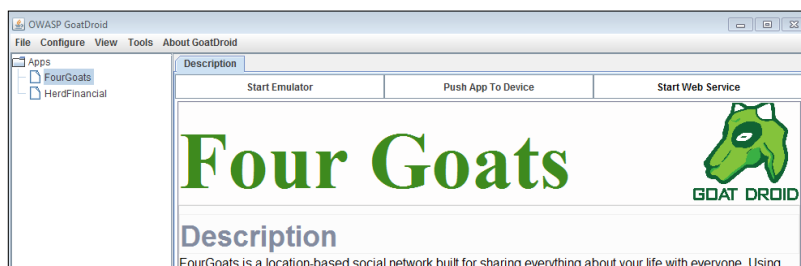 OWASP GoatDroid
File Configure View Tools About GoatDroid
Apps
FourGoats
HerdFinancial
Description
Start Emulator Push App To Device Start Web Service
Four Goats
GOAT DROID
Description
FourGoats is a location-based social network built for sharing everything about your life with everyone. Using